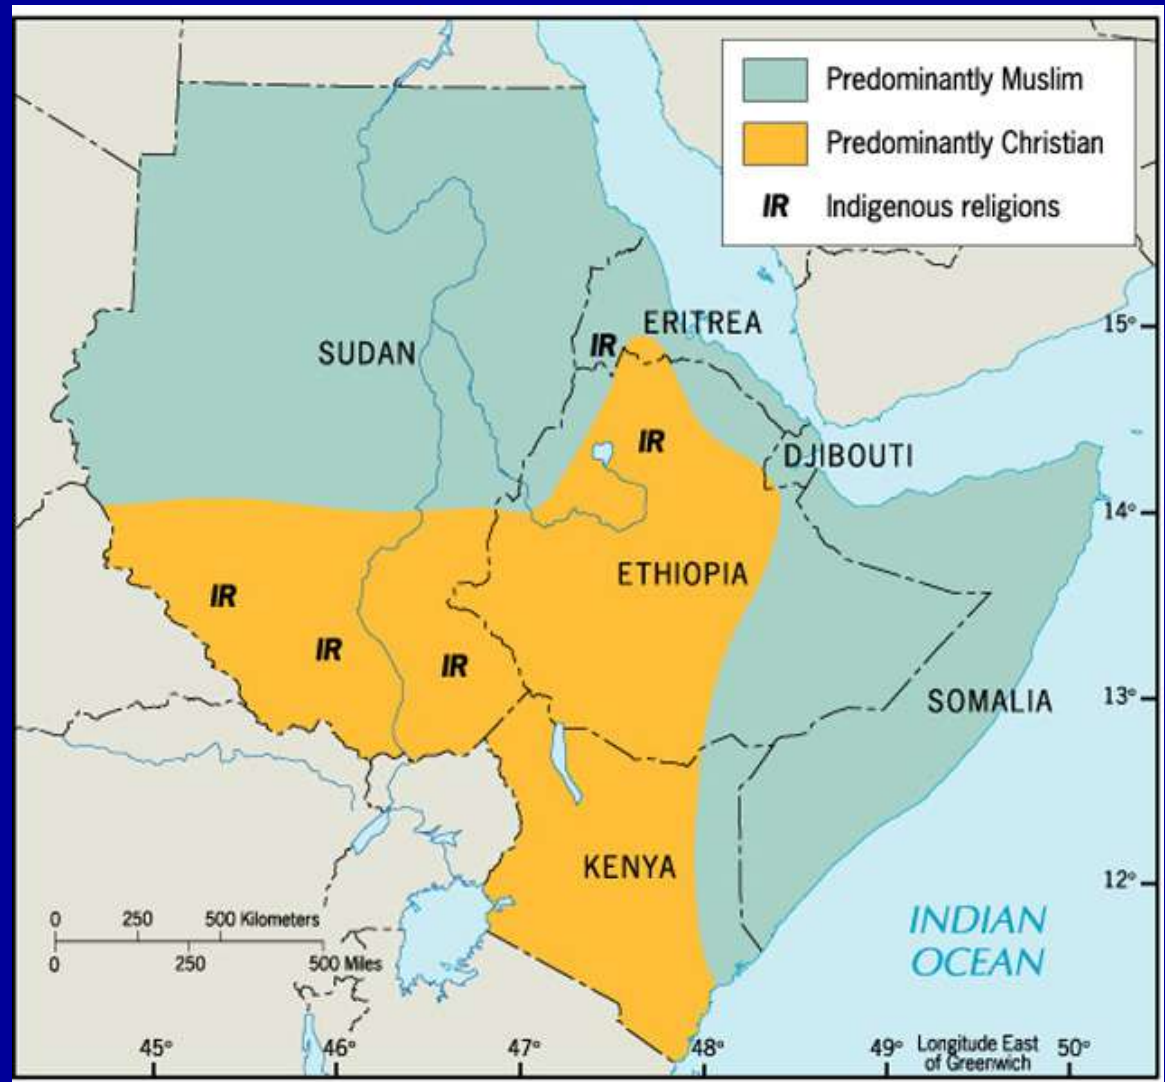 Predominantly Muslim
Predominantly Christian
IR Indigenous religions
ERITREA
IR
SUDAN
15°
IR
DJIBOUTI
14°
ETHIOPIA
IR
IR
IR
13°
SOMALIA
KENYA
12°
0 250 500 Kilometers
0 250 500 Miles
INDIAN
OCEAN
45° 46° 47° 48° 49° Longitude East 50°
of Greenwich